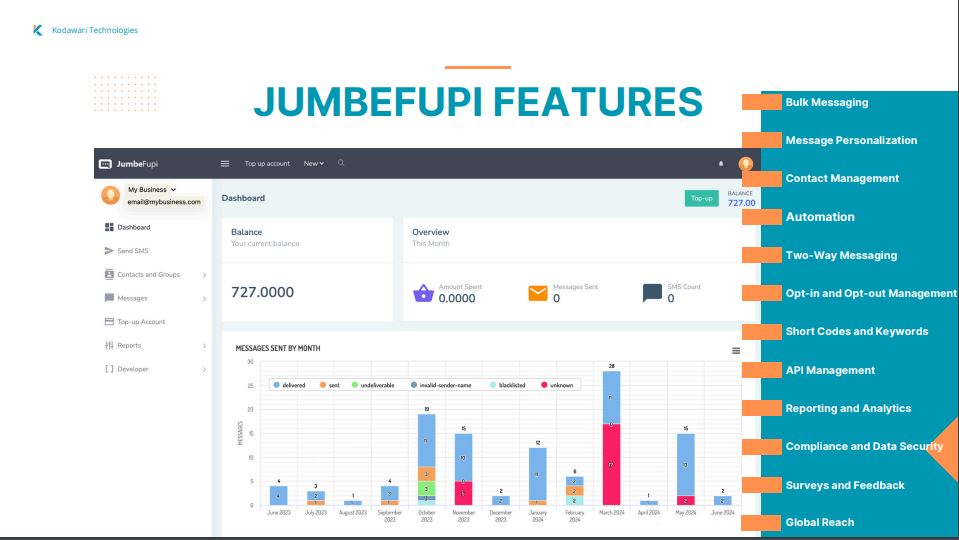 Kodawari Technologies
JUMBEFUPI FEATURES
JumbeFupi
Top up account
New
My Business
email@mybusiness.com
Dashboard
Send SMS
Contacts and Groups
Messages
Top-up Account
Reports
Developer
Dashboard
Top-up
BALANCE
727.00
Balance
Your current balance
727.0000
Overview
This Month
Amount Spent
0.0000
Messages Sent
0
SMS Count
0
MESSAGES SENT BY MONTH
delivered sent undeliverable invalid-sender-name blacklisted unknown
MESSAGES
30
25
20
15
10
5
0
4
3
1
4
19
15
2
12
6
28
1
15
2
June 2023
July 2023
August 2023
September
2023
October
2023
November
2023
December
2023
January
2024
February
2024
March 2024
April 2024
May 2024
June 2024
Bulk Messaging
Message Personalization
Contact Management
Automation
Two-Way Messaging
Opt-in and Opt-out Management
Short Codes and Keywords
API Management
Reporting and Analytics
Compliance and Data Security
Surveys and Feedback
Global Reach